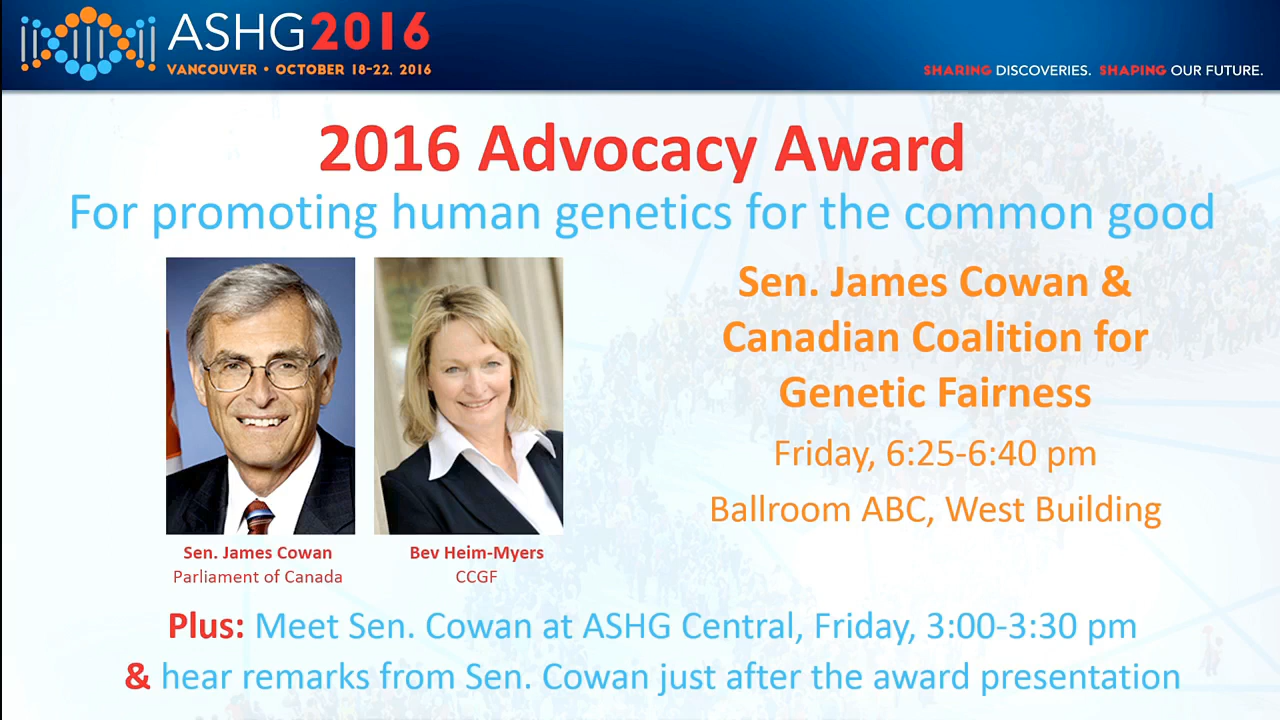 ASHG2016
VANCOUVER • OCTOBER 18-22, 2016
SHARING DISCOVERIES. SHAPING OUR FUTURE.
2016 Advocacy Award
For promoting human genetics for the common good
Sen. James Cowan &
Canadian Coalition for
Genetic Fairness
Friday, 6:25-6:40 pm
Ballroom ABC, West Building
Sen. James Cowan
Parliament of Canada
Bev Heim-Myers
CCGF
Plus: Meet Sen. Cowan at ASHG Central, Friday, 3:00-3:30 pm
& hear remarks from Sen. Cowan just after the award presentation